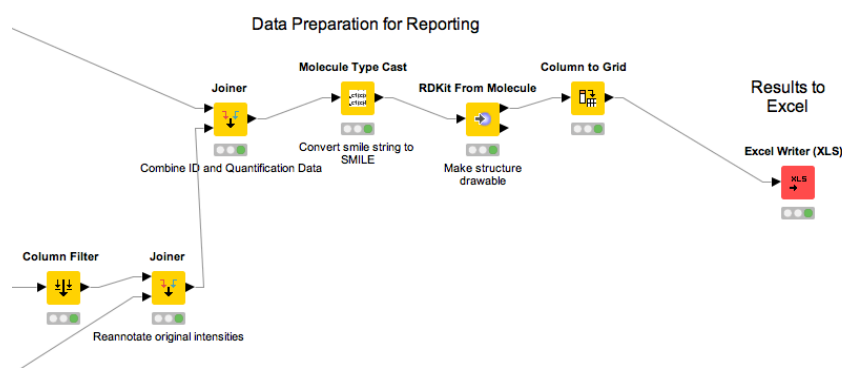 Data Preparation for Reporting
Molecule Type Cast
Column to Grid
Joiner
RDKit From Molecule
Results to
Excel
Convert smile string to
SMILE
Combine ID and Quantification Data
Make structure
drawable
Excel Writer (XLS)
XLS
Column Filter
Joiner
Reannotate original intensities